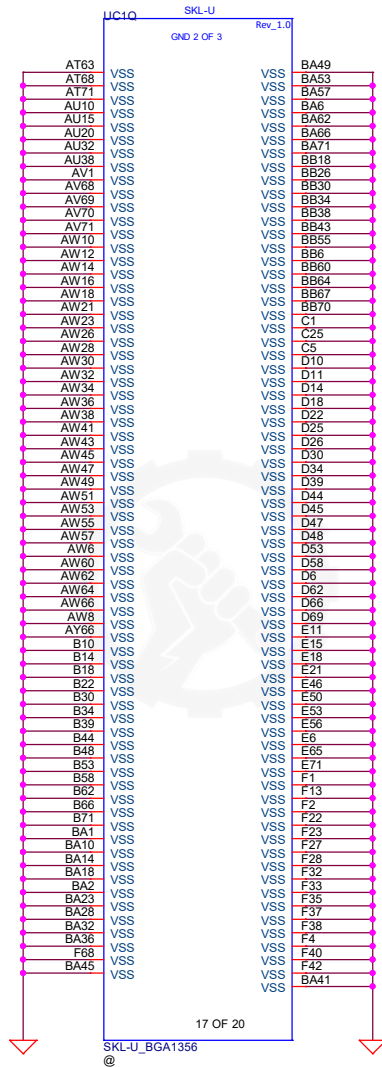 UC1Q
SKL-U
Rev_1.0
GND 2 OF 3
AT63 VSS VSS BA49
AT68 VSS VSS BA53
AT71 VSS VSS BA57
AU10 VSS VSS BA6
AU15 VSS VSS BA62
AU20 VSS VSS BA66
AU32 VSS VSS BA71
AU38 VSS VSS BB18
AV1 VSS VSS BB26
AV68 VSS VSS BB30
AV69 VSS VSS BB34
AV70 VSS VSS BB38
AV71 VSS VSS BB43
AW10 VSS VSS BB55
AW12 VSS VSS BB6
AW14 VSS VSS BB60
AW16 VSS VSS BB64
AW18 VSS VSS BB67
AW21 VSS VSS BB70
AW23 VSS VSS C1
AW26 VSS VSS C25
AW28 VSS VSS C5
AW30 VSS VSS D10
AW32 VSS VSS D11
AW34 VSS VSS D14
AW36 VSS VSS D18
AW38 VSS VSS D22
AW41 VSS VSS D25
AW43 VSS VSS D26
AW45 VSS VSS D30
AW47 VSS VSS D34
AW49 VSS VSS D39
AW51 VSS VSS D44
AW53 VSS VSS D45
AW55 VSS VSS D47
AW57 VSS VSS D48
AW6 VSS VSS D53
AW60 VSS VSS D58
AW62 VSS VSS D6
AW64 VSS VSS D62
AW66 VSS VSS D66
AW8 VSS VSS D69
AY66 VSS VSS E11
B10 VSS VSS E15
B14 VSS VSS E18
B18 VSS VSS E21
B22 VSS VSS E46
B30 VSS VSS E50
B34 VSS VSS E53
B39 VSS VSS E56
B44 VSS VSS E6
B48 VSS VSS E65
B53 VSS VSS E71
B58 VSS VSS F1
B62 VSS VSS F13
B66 VSS VSS F2
B71 VSS VSS F22
BA1 VSS VSS F23
BA10 VSS VSS F27
BA14 VSS VSS F28
BA18 VSS VSS F32
BA2 VSS VSS F33
BA23 VSS VSS F35
BA28 VSS VSS F37
BA32 VSS VSS F38
BA36 VSS VSS F4
F68 VSS VSS F40
BA45 VSS VSS F42
VSS BA41
17 OF 20
SKL-U_BGA1356
@